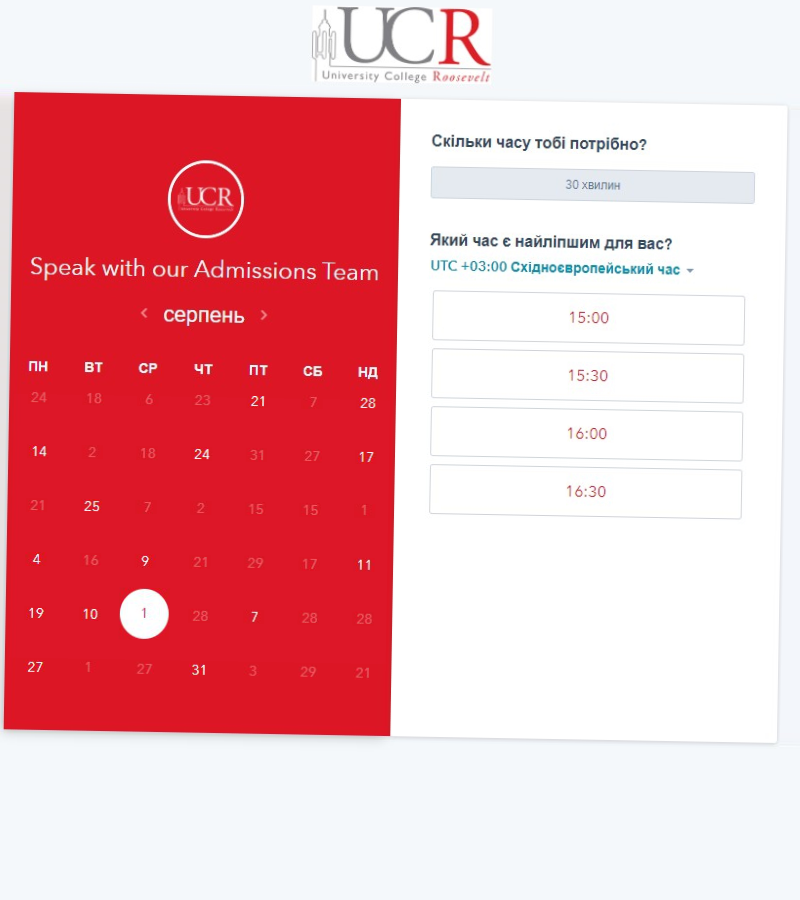 UCR
University College Roosevelt
UCR
Speak with our Admissions Team
серпень
ПН ВТ СР ЧТ ПТ СБ НД
24 18 6 23 21 7 28
14 2 18 24 31 27 17
21 25 7 2 15 15 1
4 16 9 21 29 17 11
19 10 1 28 7 28 28
27 1 27 31 3 29 21
Скільки часу тобі потрібно?
30 хвилин
Який час є найліпшим для вас?
UTC +03:00 Східноєвропейський час
15:00
15:30
16:00
16:30